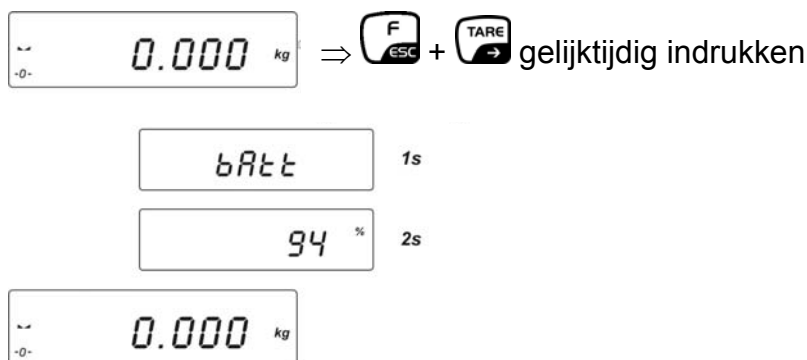 0.000 kg ⇒ F ESC + TARE → gelijktijdig indrukken
-0-
bAtt 1s
94 % 2s
0.000 kg
-0-